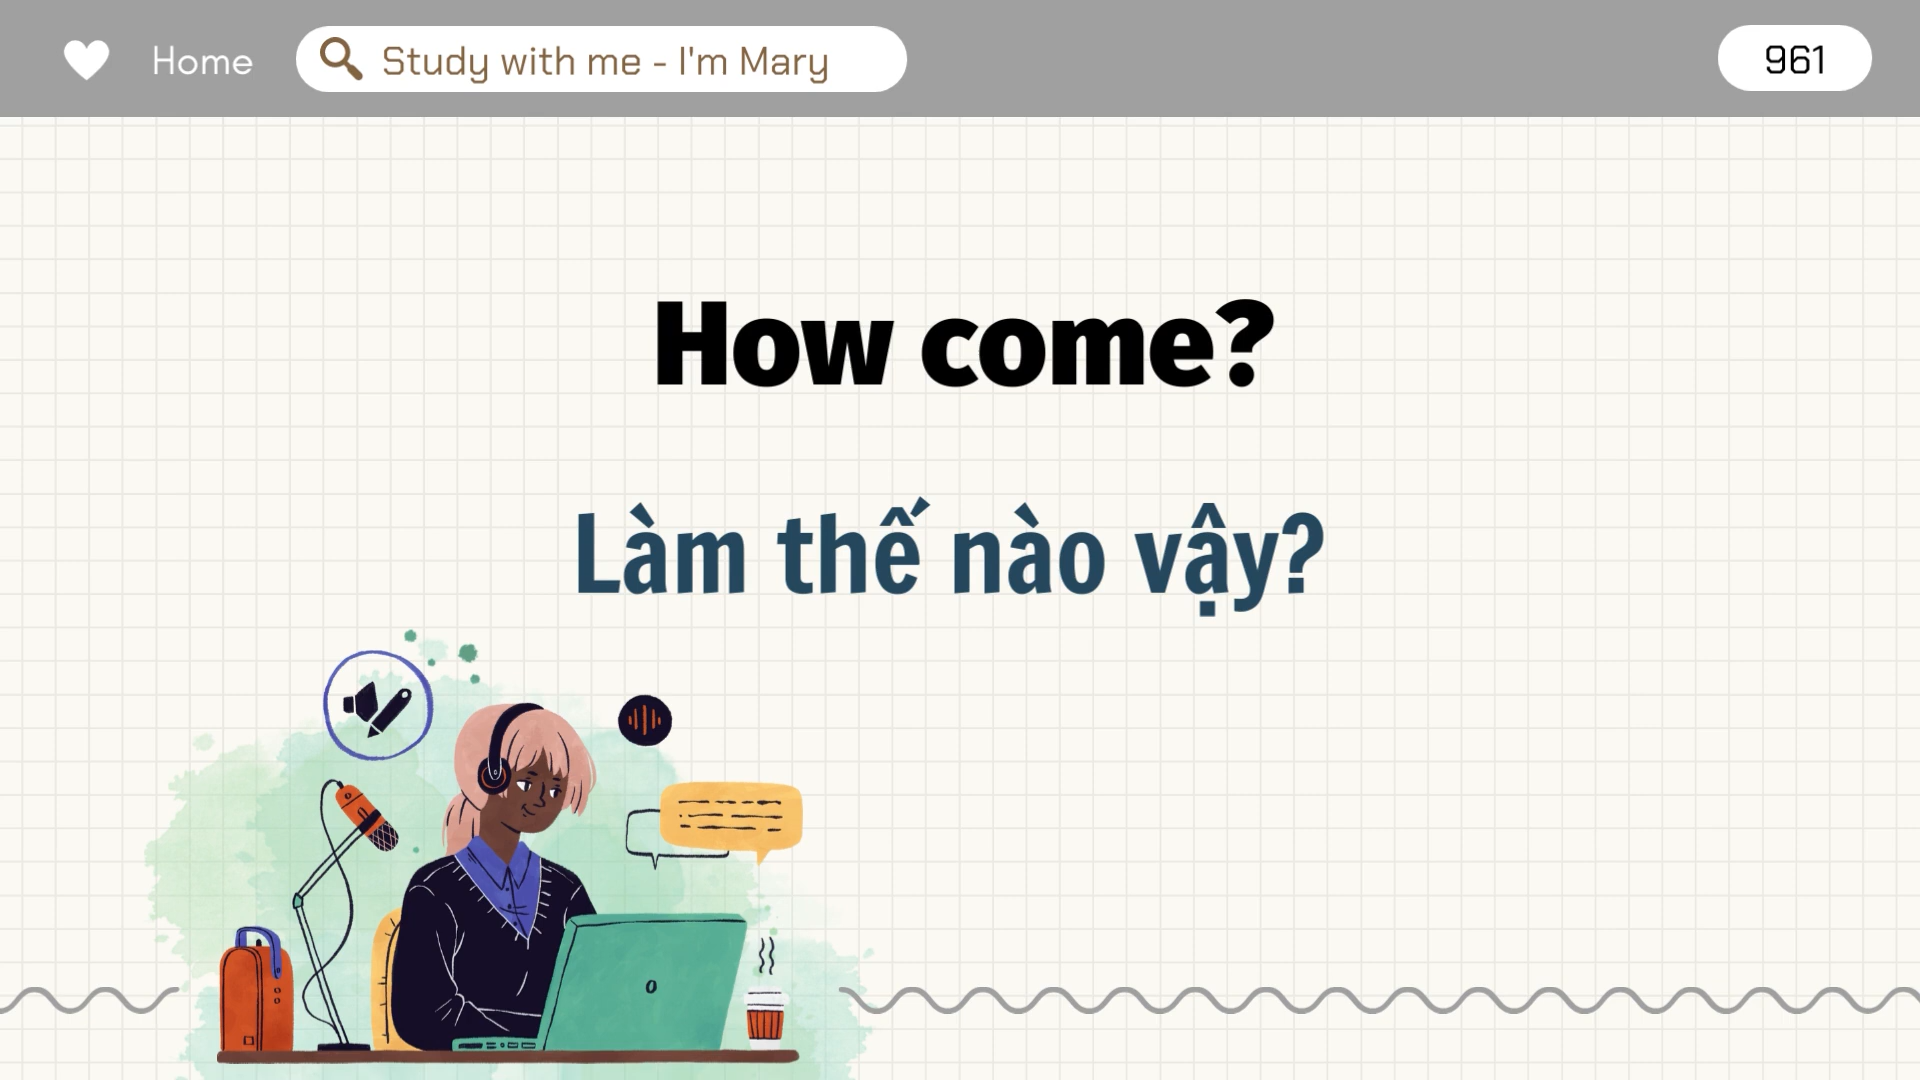 Home
Study with me - I'm Mary
961
How come?
Làm thế nào vậy?